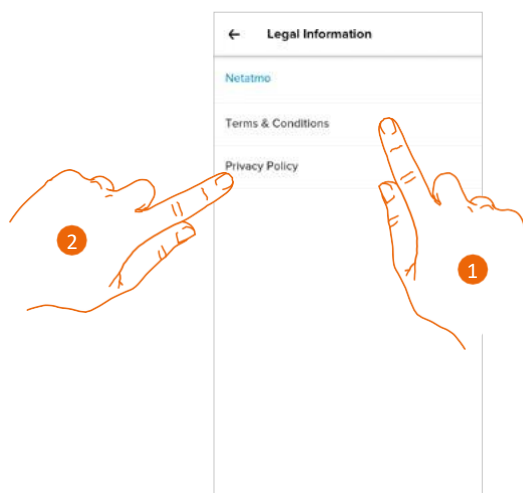 Legal Information
Netatmo
Terms & Conditions
Privacy Policy
2
1